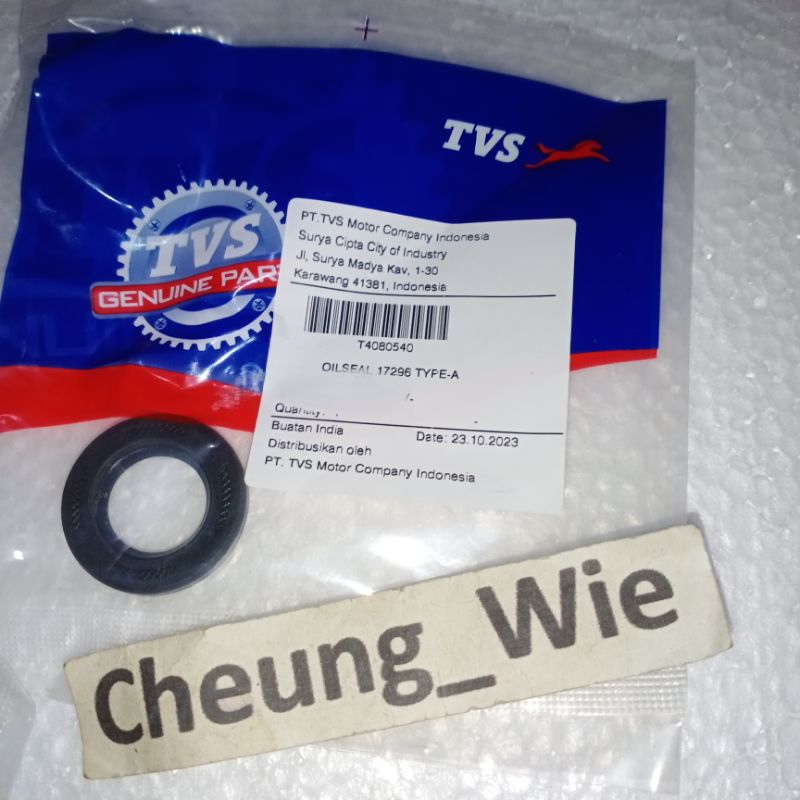 TVS
TVS
GENUINE PARTS
PT.TVS Motor Company Indonesia
Surya Cipta City of Industry
Jl, Surya Madya Kav, 1-30
Karawang 41381, Indonesia
T4080540
OILSEAL 17296 TYPE-A
/-
Quantity:
Buatan India Date: 23.10.2023
Distribusikan oleh
PT. TVS Motor Company Indonesia
Cheung_Wie